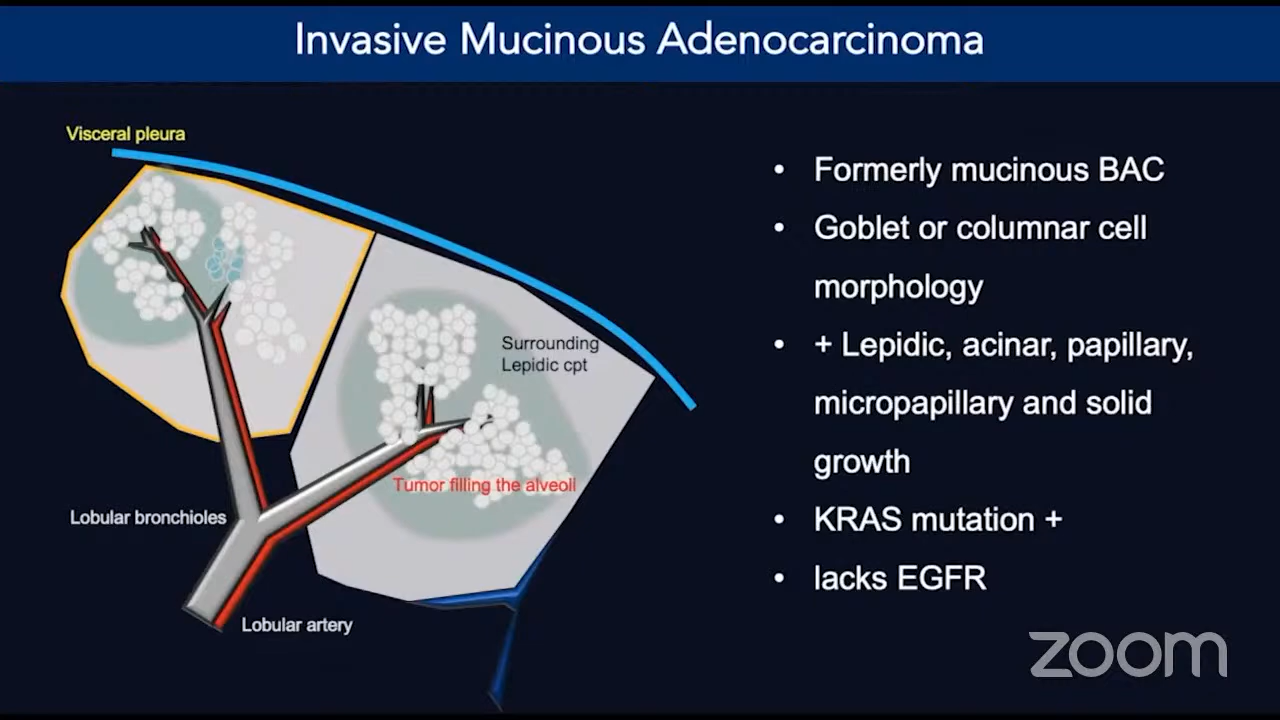 Invasive Mucinous Adenocarcinoma
Visceral pleura
Surrounding
Lepidic cpt
Tumor filling the alveoli
Lobular bronchioles
Lobular artery
• Formerly mucinous BAC
• Goblet or columnar cell
morphology
• + Lepidic, acinar, papillary,
micropapillary and solid
growth
• KRAS mutation +
• lacks EGFR
zoom